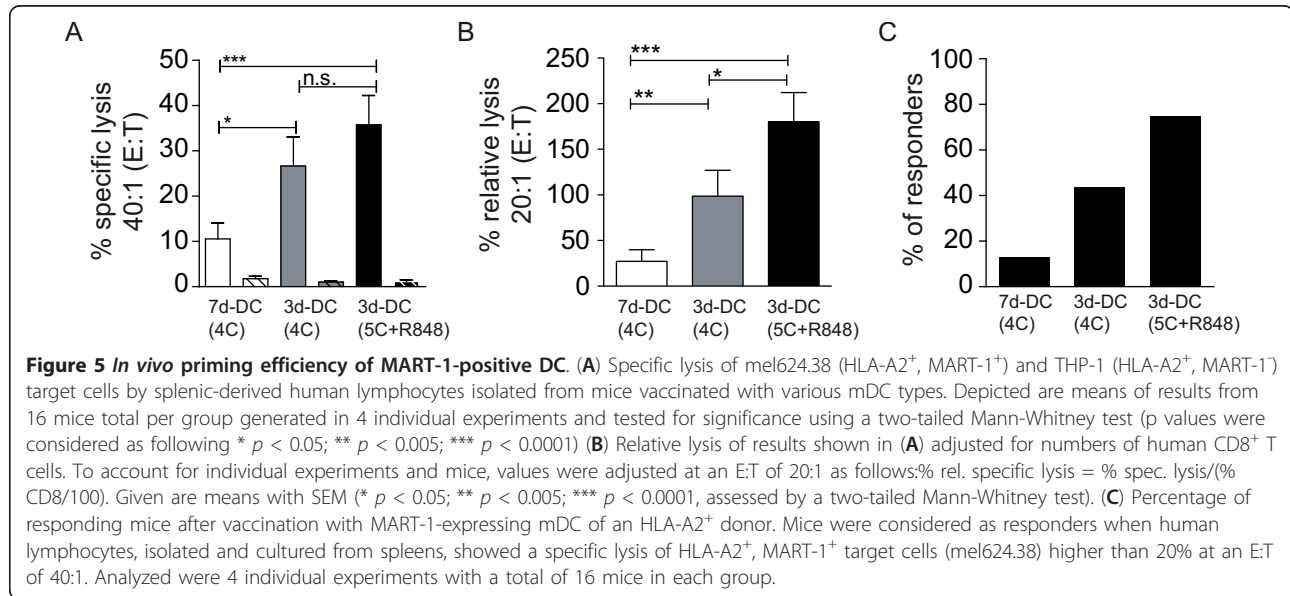 A
B
C
% specific lysis
40:1 (E:T)
50
40
30
20
10
0
***
n.s.
*
7d-DC
(4C)
3d-DC
(4C)
3d-DC
(5C+R848)
% relative lysis
20:1 (E:T)
250
200
150
100
50
0
***
*
**
7d-DC
(4C)
3d-DC
(4C)
3d-DC
(5C+R848)
% of responders
100
80
60
40
20
0
7d-DC
(4C)
3d-DC
(4C)
3d-DC
(5C+R848)
Figure 5 In vivo priming efficiency of MART-1-positive DC. (A) Specific lysis of mel624.38 (HLA-A2⁺, MART-1⁺) and THP-1 (HLA-A2⁺, MART-1⁻)
target cells by splenic-derived human lymphocytes isolated from mice vaccinated with various mDC types. Depicted are means of results from
16 mice total per group generated in 4 individual experiments and tested for significance using a two-tailed Mann-Whitney test (p values were
considered as following * p < 0.05; ** p < 0.005; *** p < 0.0001) (B) Relative lysis of results shown in (A) adjusted for numbers of human CD8⁺ T
cells. To account for individual experiments and mice, values were adjusted at an E:T of 20:1 as follows:% rel. specific lysis = % spec. lysis/(%
CD8/100). Given are means with SEM (* p < 0.05; ** p < 0.005; *** p < 0.0001, assessed by a two-tailed Mann-Whitney test). (C) Percentage of
responding mice after vaccination with MART-1-expressing mDC of an HLA-A2⁺ donor. Mice were considered as responders when human
lymphocytes, isolated and cultured from spleens, showed a specific lysis of HLA-A2⁺, MART-1⁺ target cells (mel624.38) higher than 20% at an E:T
of 40:1. Analyzed were 4 individual experiments with a total of 16 mice in each group.